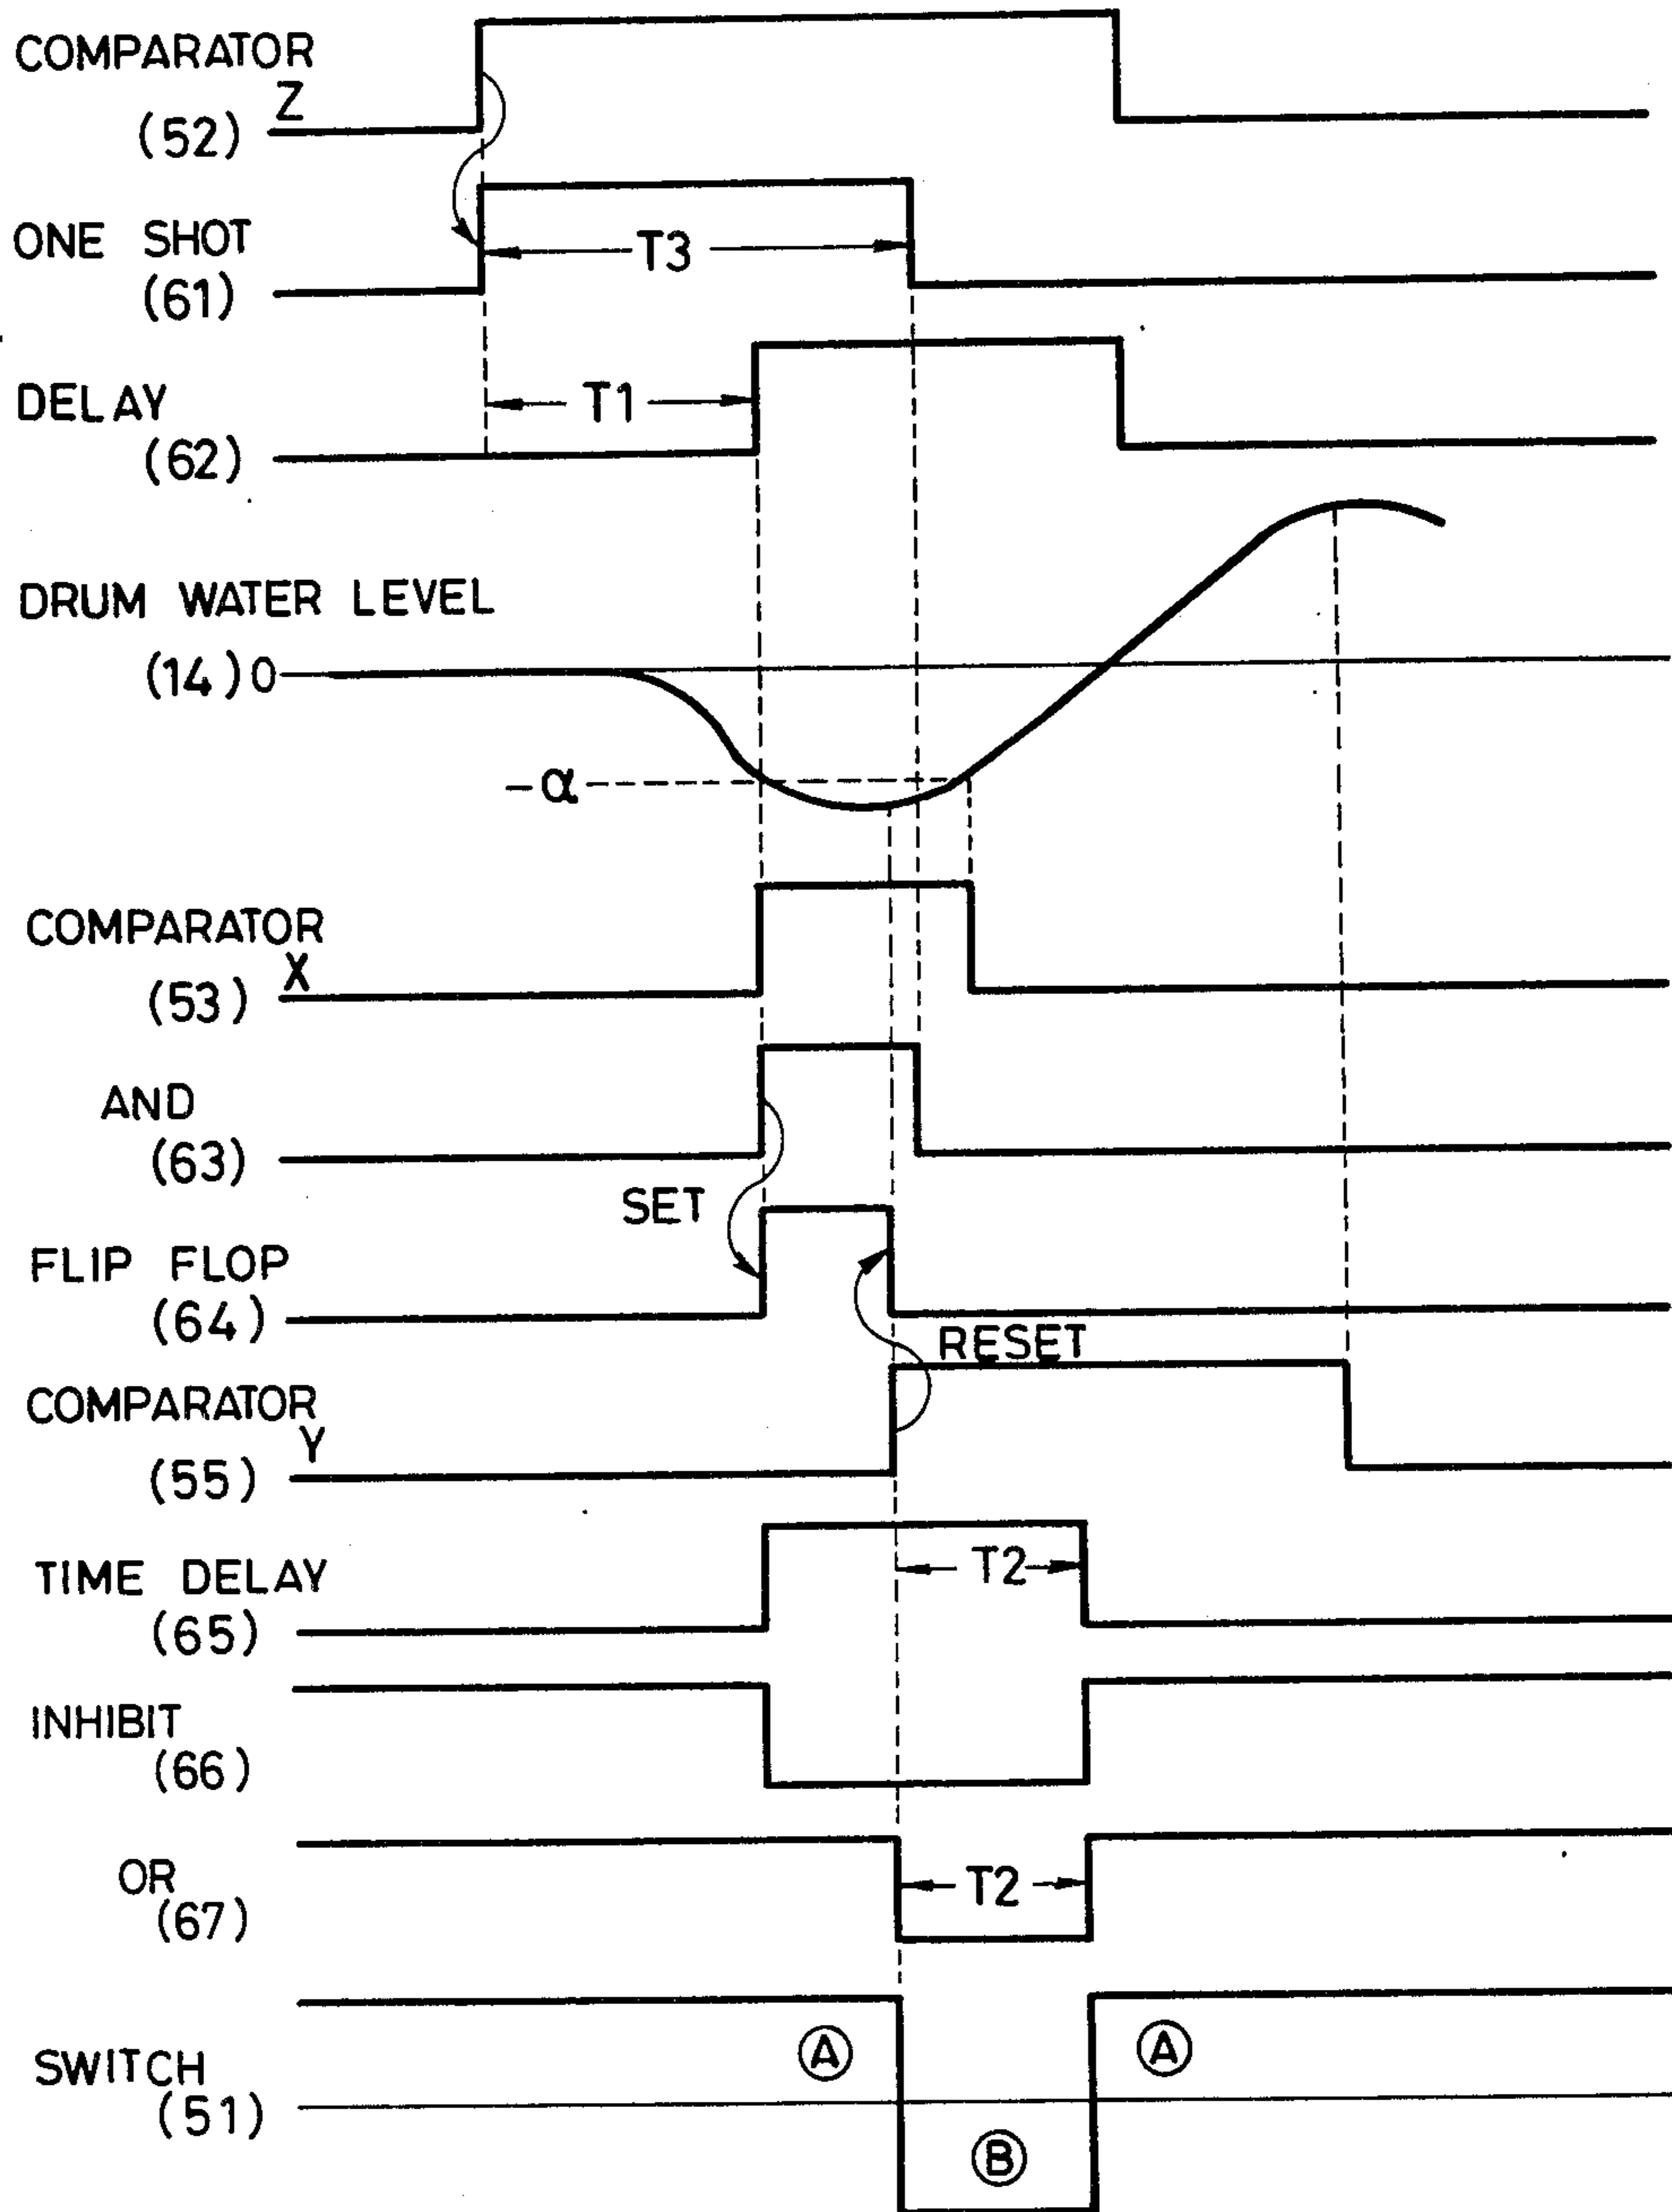 COMPARATOR
Z
(52)
ONE SHOT
(61)
T3
DELAY
(62)
T1
DRUM WATER LEVEL
(14) 0
-α
COMPARATOR
X
(53)
AND
(63)
SET
FLIP FLOP
(64)
RESET
COMPARATOR
Y
(55)
TIME DELAY
(65)
T2
INHIBIT
(66)
OR
(67)
T2
SWITCH
(51)
A
A
B